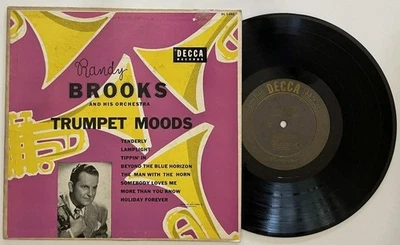 DECCA
RECORDS
Randy
BROOKS
AND HIS ORCHESTRA
TRUMPET MOODS
TENDERLY
LAMPLIGHT
TIPPIN' IN
BEYOND THE BLUE HORIZON
THE MAN WITH THE HORN
SOMEBODY LOVES ME
MORE THAN YOU KNOW
HOLIDAY FOREVER
DECCA